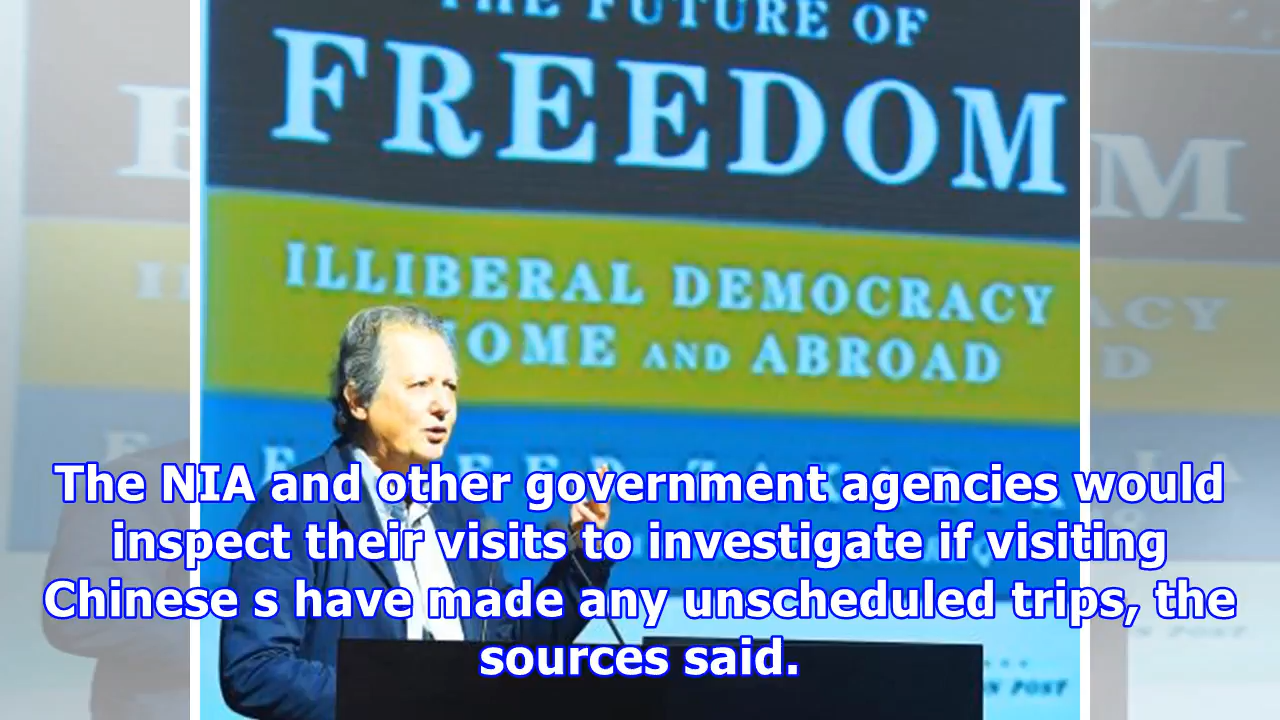 THE FUTURE OF
FREEDOM
ILLIBERAL DEMOCRACY
HOME AND ABROAD
The NIA and other government agencies would
inspect their visits to investigate if visiting
Chinese s have made any unscheduled trips, the
sources said.
POST